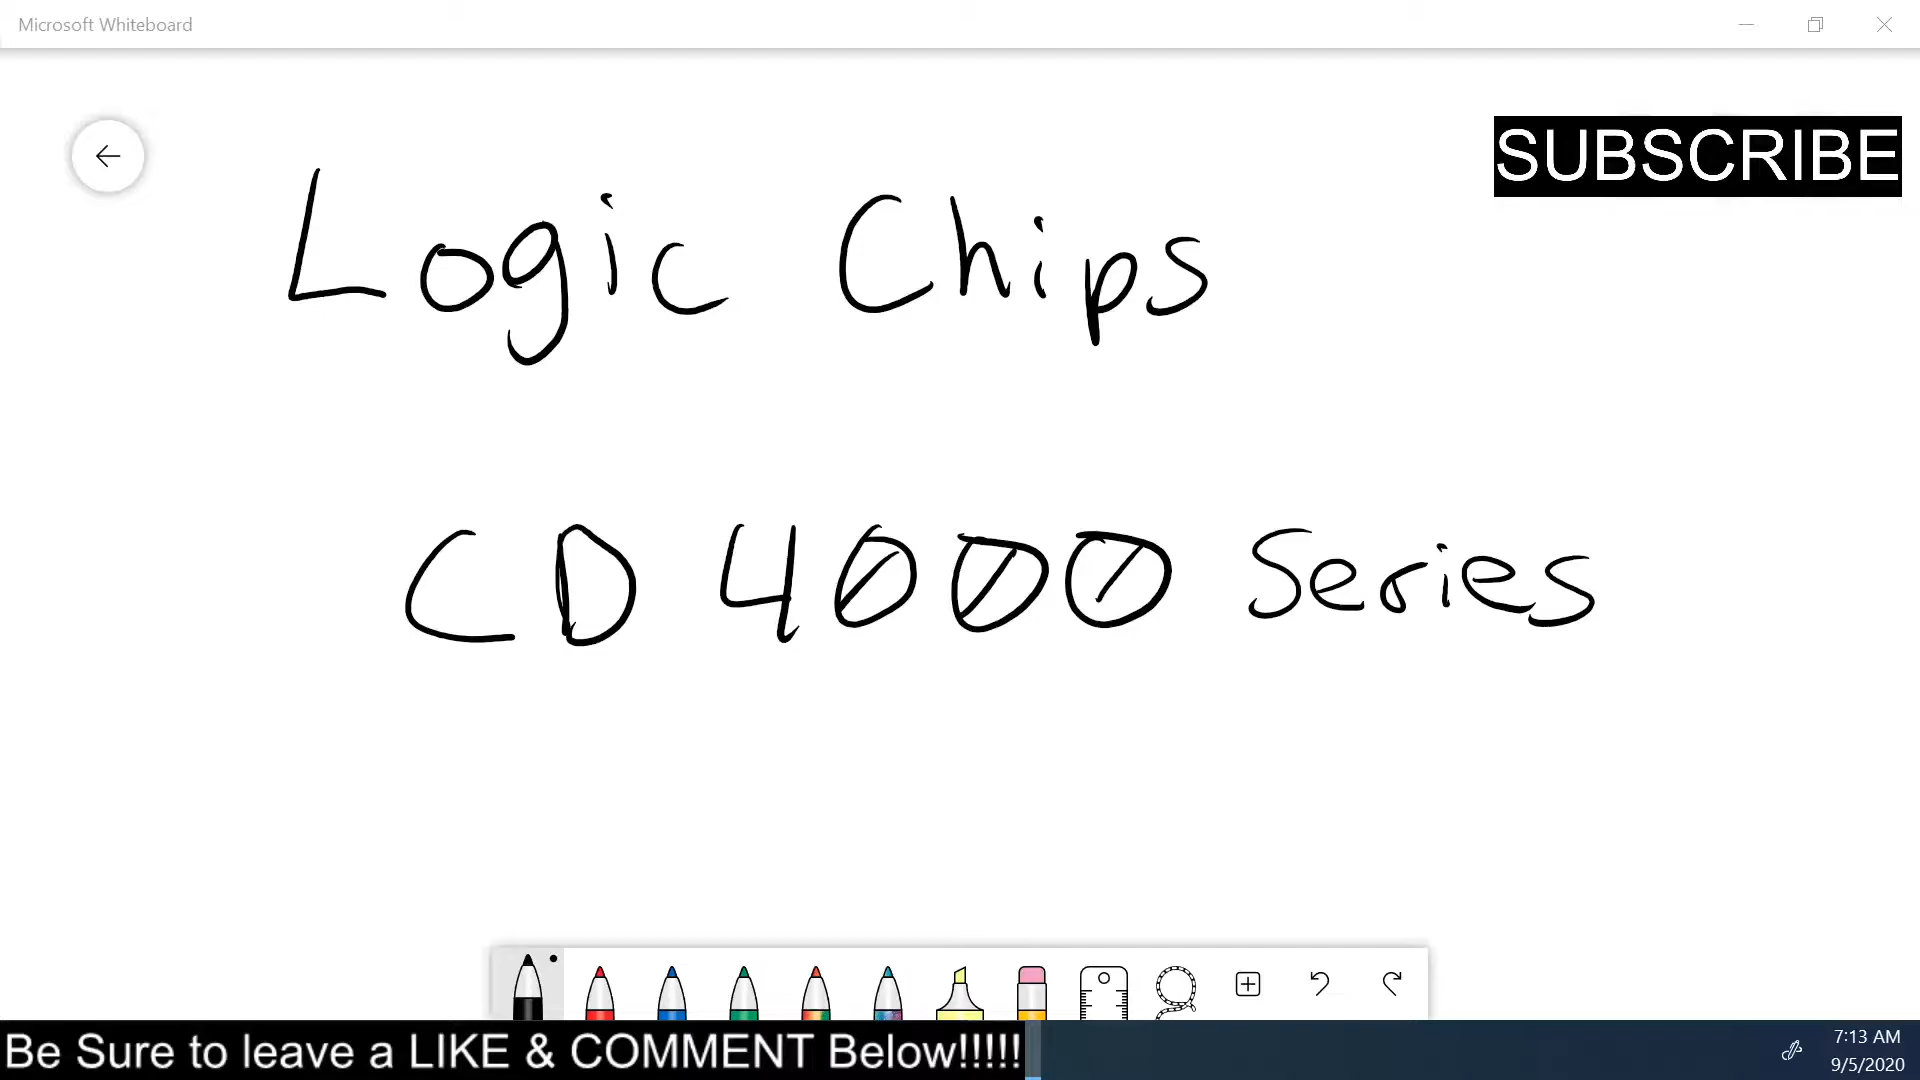 Microsoft Whiteboard
SUBSCRIBE
Logic Chips
CD 4000 Series
Be Sure to leave a LIKE & COMMENT Below!!!!!
7:13 AM
9/5/2020